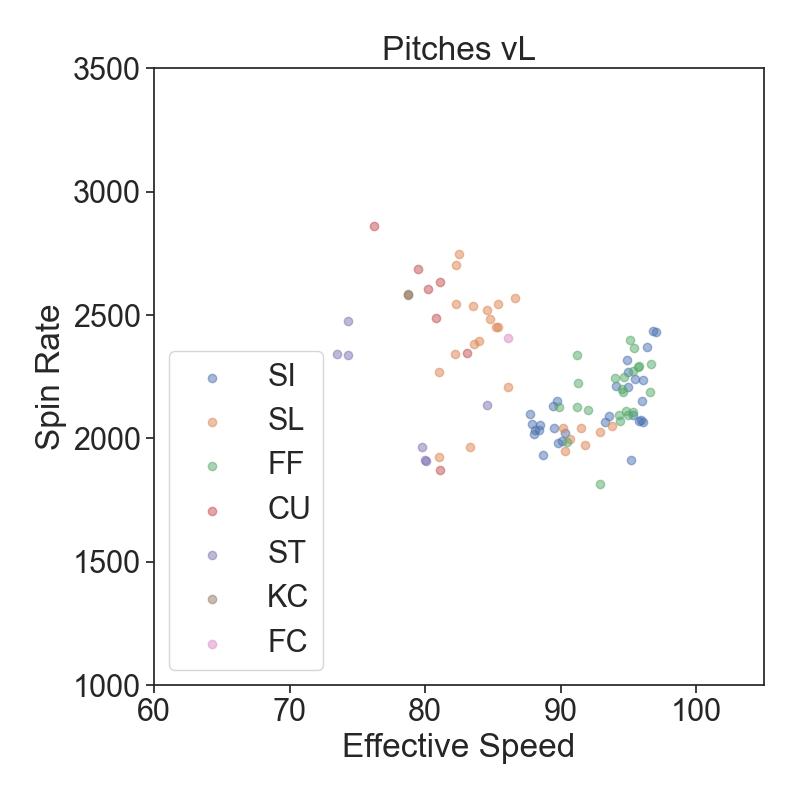 Pitches vL
3500
3000
2500
2000
1500
1000
Spin Rate
SI
SL
FF
CU
ST
KC
FC
60 70 80 90 100
Effective Speed